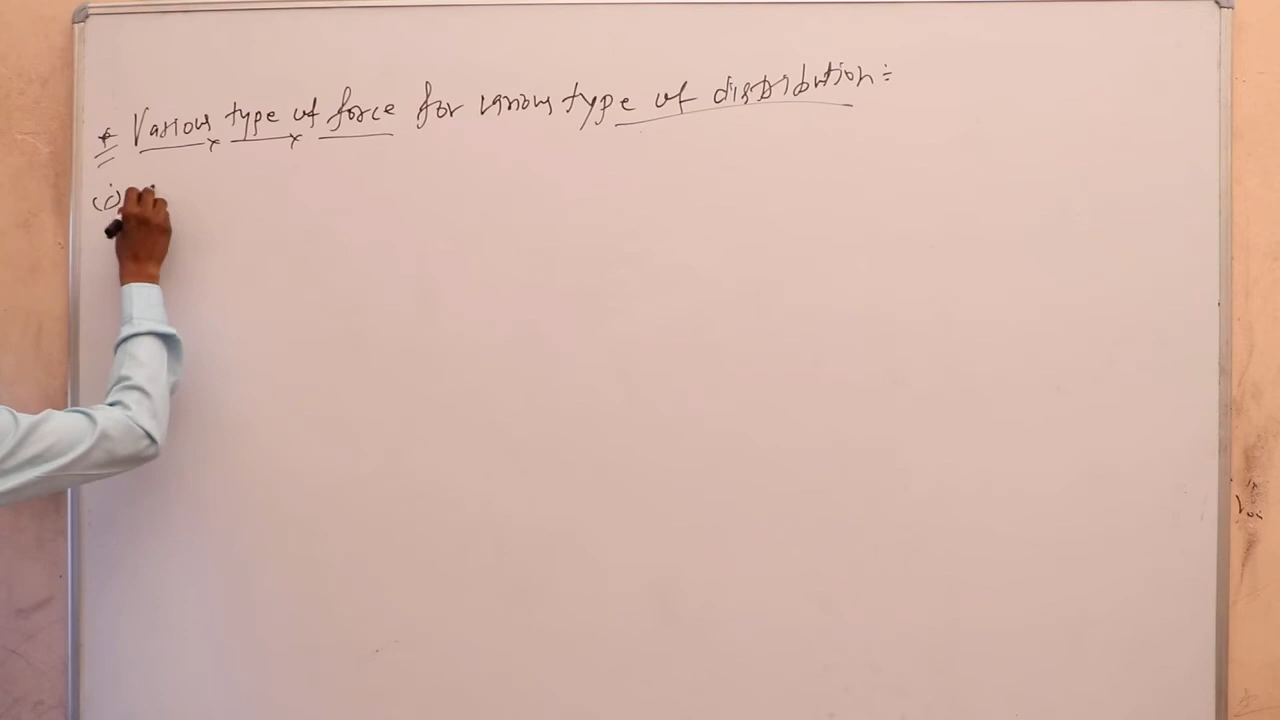 * Various type of force for various type of distribution :-
(i)